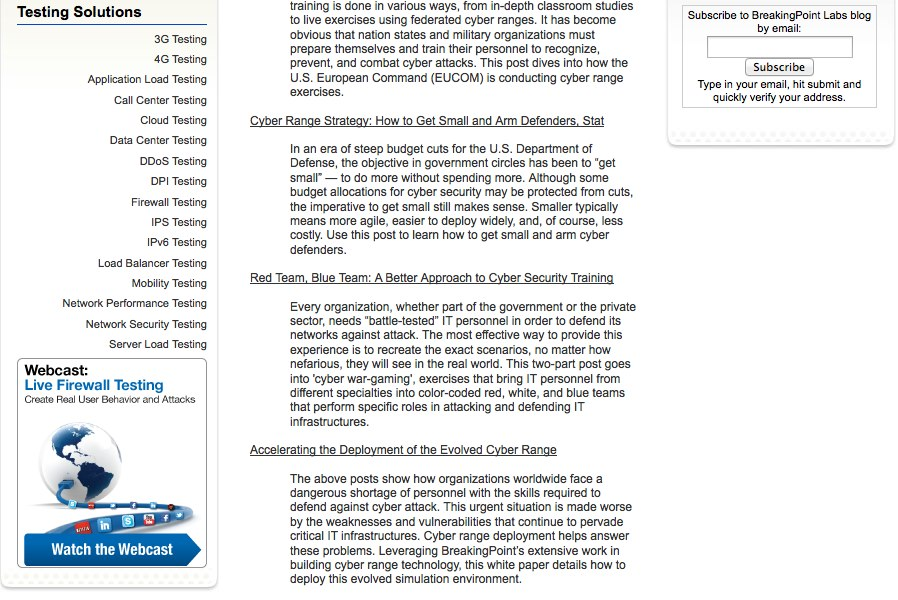 Testing Solutions
3G Testing
4G Testing
Application Load Testing
Call Center Testing
Cloud Testing
Data Center Testing
DDoS Testing
DPI Testing
Firewall Testing
IPS Testing
IPv6 Testing
Load Balancer Testing
Mobility Testing
Network Performance Testing
Network Security Testing
Server Load Testing
Webcast:
Live Firewall Testing
Create Real User Behavior and Attacks
Watch the Webcast
training is done in various ways, from in-depth classroom studies
to live exercises using federated cyber ranges. It has become
obvious that nation states and military organizations must
prepare themselves and train their personnel to recognize,
prevent, and combat cyber attacks. This post dives into how the
U.S. European Command (EUCOM) is conducting cyber range
exercises.
Cyber Range Strategy: How to Get Small and Arm Defenders, Stat
In an era of steep budget cuts for the U.S. Department of
Defense, the objective in government circles has been to “get
small” — to do more without spending more. Although some
budget allocations for cyber security may be protected from cuts,
the imperative to get small still makes sense. Smaller typically
means more agile, easier to deploy widely, and, of course, less
costly. Use this post to learn how to get small and arm cyber
defenders.
Red Team, Blue Team: A Better Approach to Cyber Security Training
Every organization, whether part of the government or the private
sector, needs “battle-tested” IT personnel in order to defend its
networks against attack. The most effective way to provide this
experience is to recreate the exact scenarios, no matter how
nefarious, they will see in the real world. This two-part post goes
into 'cyber war-gaming', exercises that bring IT personnel from
different specialties into color-coded red, white, and blue teams
that perform specific roles in attacking and defending IT
infrastructures.
Accelerating the Deployment of the Evolved Cyber Range
The above posts show how organizations worldwide face a
dangerous shortage of personnel with the skills required to
defend against cyber attack. This urgent situation is made worse
by the weaknesses and vulnerabilities that continue to pervade
critical IT infrastructures. Cyber range deployment helps answer
these problems. Leveraging BreakingPoint's extensive work in
building cyber range technology, this white paper details how to
deploy this evolved simulation environment.
Subscribe to BreakingPoint Labs blog
by email:
Subscribe
Type in your email, hit submit and
quickly verify your address.